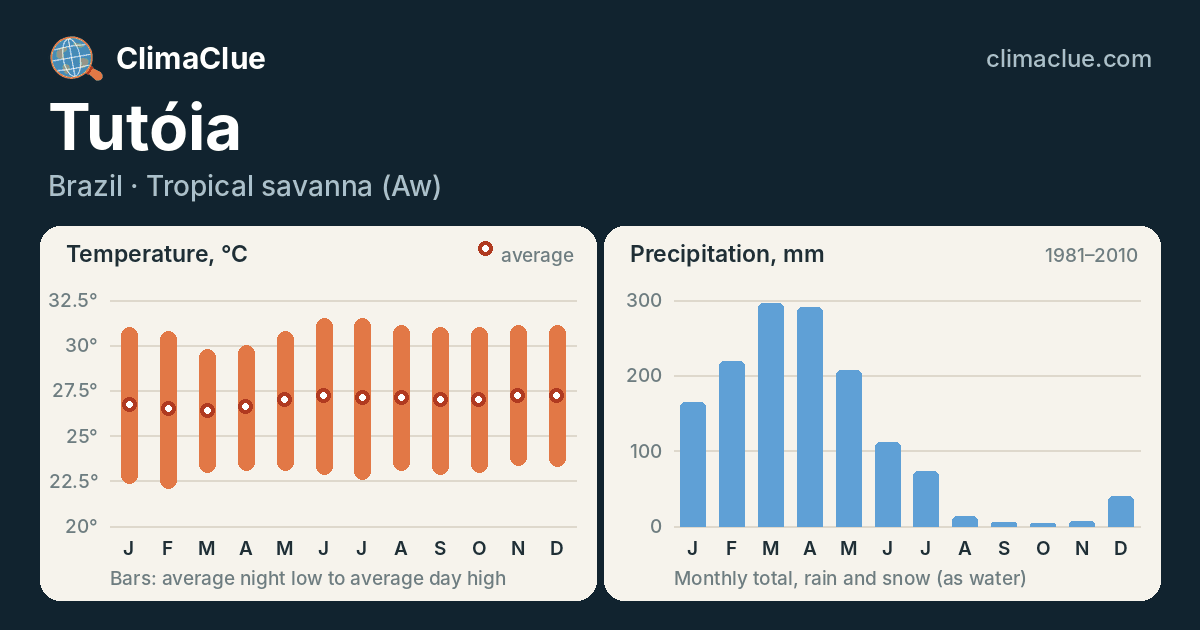 ClimaClue
climaclue.com
Tutóia
Brazil · Tropical savanna (Aw)
Temperature, °C
average
32.5°
30°
27.5°
25°
22.5°
20°
J F M A M J J A S O N D
Bars: average night low to average day high
Precipitation, mm
1981–2010
300
200
100
0
J F M A M J J A S O N D
Monthly total, rain and snow (as water)